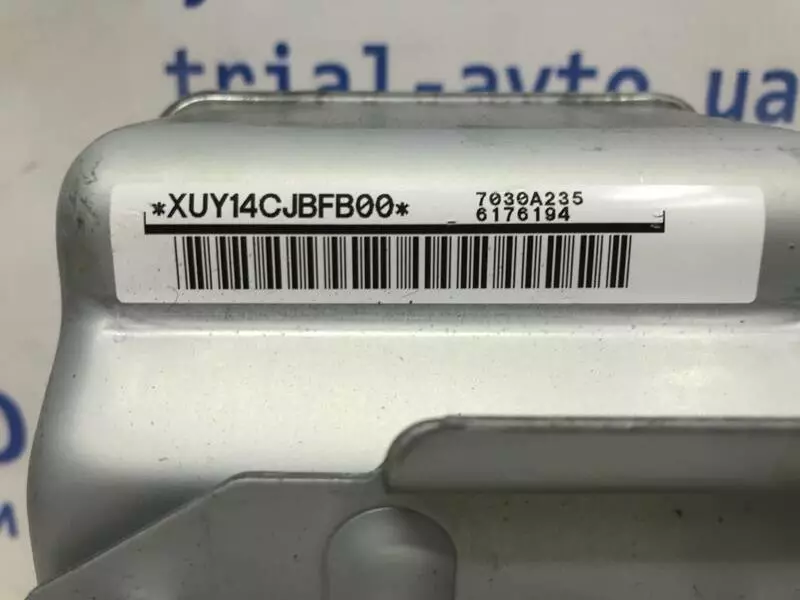 trial-avto ua
*XUY14CJBFB00*
7030A235
6176194